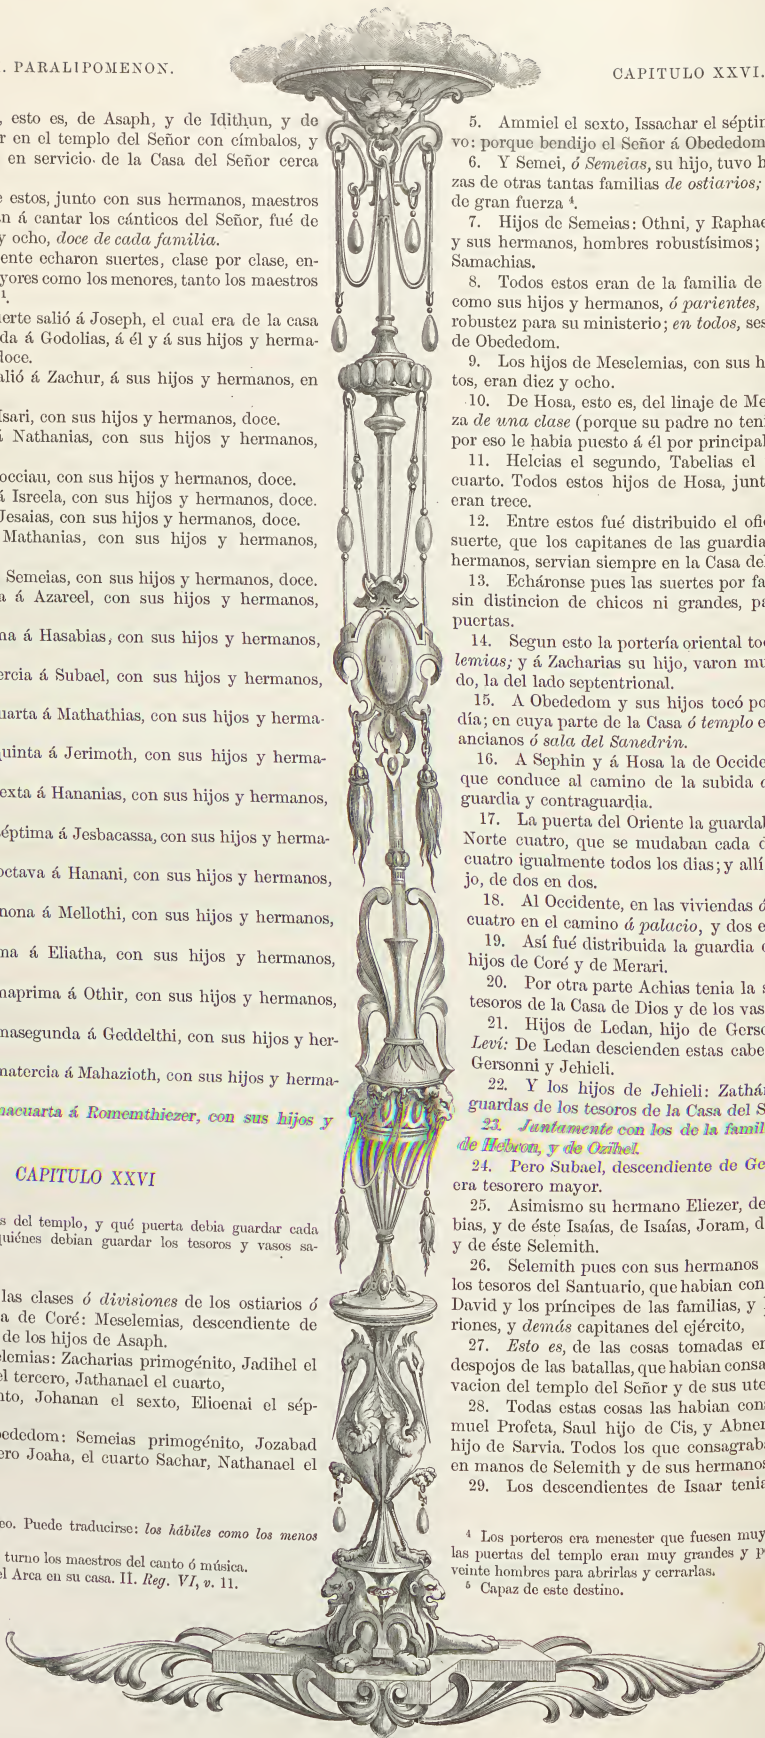 . PARALIPOMENON.
, esto es, de Asaph, y de Idithun, y de
r en el templo del Señor con címbalos, y
en servicio de la Casa del Señor cerca
e estos, junto con sus hermanos, maestros
n á cantar los cánticos del Señor, fué de
y ocho, doce de cada familia.
ente echaron suertes, clase por clase, en-
yores como los menores, tanto los maestros
1.
erte salió á Joseph, el cual era de la casa
da á Godolias, á él y á sus hijos y herma-
doce.
alió á Zachur, á sus hijos y hermanos, en
Isari, con sus hijos y hermanos, doce.
á Nathanias, con sus hijos y hermanos,
occiau, con sus hijos y hermanos, doce.
á Isreela, con sus hijos y hermanos, doce.
Jesaias, con sus hijos y hermanos, doce.
Mathanias, con sus hijos y hermanos,
Semeias, con sus hijos y hermanos, doce.
a á Azareel, con sus hijos y hermanos,
na á Hasabias, con sus hijos y hermanos,
ercia á Subael, con sus hijos y hermanos,
uarta á Mathathias, con sus hijos y herma-
uinta á Jerimoth, con sus hijos y herma-
exta á Hananias, con sus hijos y hermanos,
séptima á Jesbacassa, con sus hijos y herma-
octava á Hanani, con sus hijos y hermanos,
nona á Mellothi, con sus hijos y hermanos,
ma á Eliatha, con sus hijos y hermanos,
maprima á Othir, con sus hijos y hermanos,
masegunda á Geddelthi, con sus hijos y her-
matercia á Mahazioth, con sus hijos y herma-
macuarta á Romemthiezer, con sus hijos y
CAPITULO XXVI
s del templo, y qué puerta debia guardar cada
quiénes debian guardar los tesoros y vasos sa-
las clases ó divisiones de los ostiarios ó
a de Coré: Meselemias, descendiente de
de los hijos de Asaph.
elemias: Zacharias primogénito, Jadihel el
el tercero, Jathanael el cuarto,
nto, Johanan el sexto, Elioenai el sép-
bededom: Semeias primogénito, Jozabad
ero Joaha, el cuarto Sachar, Nathanael el
eo. Puede traducirse: los hábiles como los menos
turno los maestros del canto ó música.
el Arca en su casa. II. Reg. VI, v. 11.
CAPITULO XXVI.
5. Ammiel el sexto, Issachar el séptim
vo: porque bendijo el Señor á Obededom
6. Y Semei, ó Semeias, su hijo, tuvo h
zas de otras tantas familias de ostiarios;
de gran fuerza 4.
7. Hijos de Semeias: Othni, y Raphae
y sus hermanos, hombres robustísimos;
Samachias.
8. Todos estos eran de la familia de
como sus hijos y hermanos, ó parientes,
robustez para su ministerio; en todos, ses
de Obededom.
9. Los hijos de Meselemias, con sus h
tos, eran diez y ocho.
10. De Hosa, esto es, del linaje de Me
za de una clase (porque su padre no teni
por eso le habia puesto á él por principal
11. Helcias el segundo, Tabelias el
cuarto. Todos estos hijos de Hosa, junt
eran trece.
12. Entre estos fué distribuido el ofi
suerte, que los capitanes de las guardia
hermanos, servian siempre en la Casa de
13. Echáronse pues las suertes por fa
sin distincion de chicos ni grandes, pa
puertas.
14. Segun esto la portería oriental to
lemias; y á Zacharias su hijo, varon mu
do, la del lado septentrional.
15. A Obededom y sus hijos tocó po
día; en cuya parte de la Casa ó templo e
ancianos ó sala del Sanedrin.
16. A Sephin y á Hosa la de Occide
que conduce al camino de la subida
guardia y contraguardia.
17. La puerta del Oriente la guardal
Norte cuatro, que se mudaban cada d
cuatro igualmente todos los dias; y allí
jo, de dos en dos.
18. Al Occidente, en las viviendas ó
cuatro en el camino á palacio, y dos e
19. Así fué distribuida la guardia
hijos de Coré y de Merari.
20. Por otra parte Achias tenia la s
tesoros de la Casa de Dios y de los vas
21. Hijos de Ledan, hijo de Gerso
Leví: De Ledan descienden estas cabe
Gersonni y Jehieli.
22. Y los hijos de Jehieli: Zathá
guardas de los tesoros de la Casa del S
23. Juntamente con los de la famil
de Hebron, y de Ozihel.
24. Pero Subael, descendiente de Ge
era tesorero mayor.
25. Asimismo su hermano Eliezer, de
bias, y de éste Isaías, de Isaías, Joram, d
y de éste Selemith.
26. Selemith pues con sus hermanos
los tesoros del Santuario, que habian con
David y los príncipes de las familias, y
riones, y demás capitanes del ejército,
27. Esto es, de las cosas tomadas en
despojos de las batallas, que habian consa
vacion del templo del Señor y de sus ute
28. Todas estas cosas las habian con
muel Profeta, Saul hijo de Cis, y Abner
hijo de Sarvia. Todos los que consagrab
en manos de Selemith y de sus hermanos
29. Los descendientes de Isaar tenia
4 Los porteros era menester que fuesen muy
las puertas del templo eran muy grandes y p
veinte hombres para abrirlas y cerrarlas.
5 Capaz de este destino.